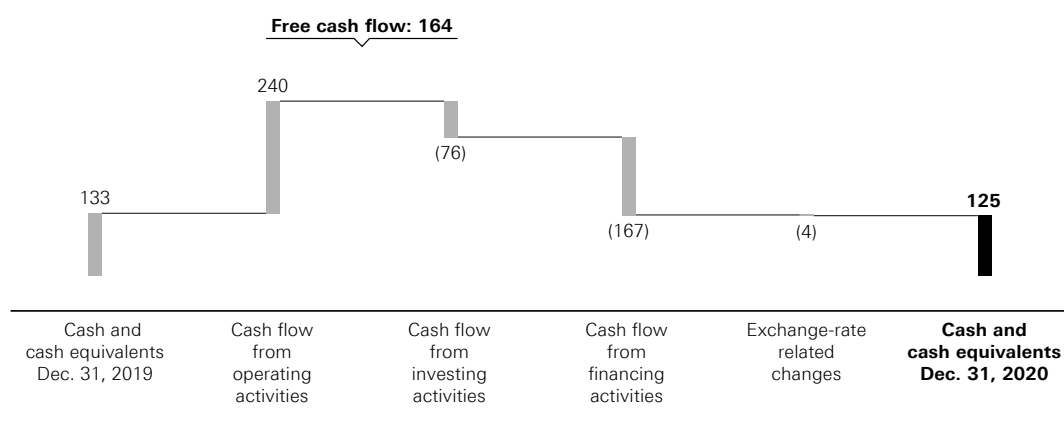 Free cash flow: 164
240
(76)
133
(167)
(4)
125
Cash and
cash equivalents
Dec. 31, 2019
Cash flow
from
operating
activities
Cash flow
from
investing
activities
Cash flow
from
financing
activities
Exchange-rate
related
changes
Cash and
cash equivalents
Dec. 31, 2020